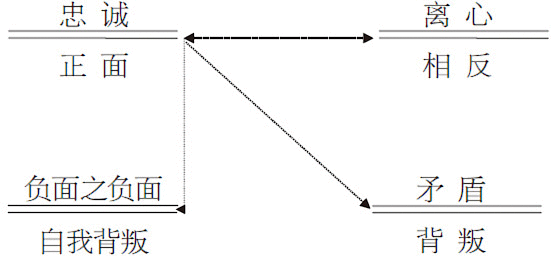 忠 诚
离 心
正 面
相 反
负面之负面
矛 盾
自我背叛
背 叛